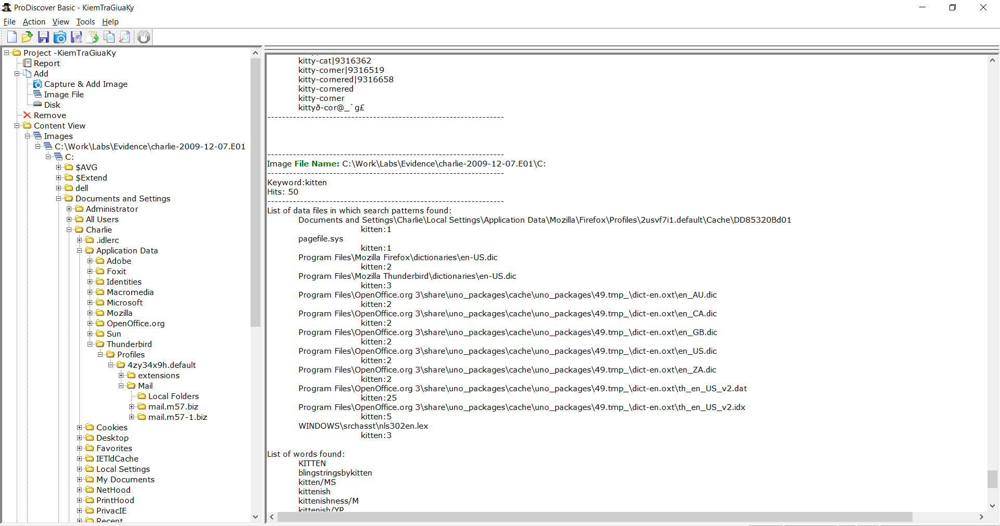 ProDiscover Basic - KiemTraGiuaKy
File Action View Tools Help
Project -KiemTraGiuaKy
Report
Add
Capture & Add Image
Image File
Disk
Remove
Content View
Images
C:\Work\Labs\Evidence\charlie-2009-12-07.E01
C:
$AVG
$Extend
dell
Documents and Settings
Administrator
All Users
Charlie
.idlerc
Application Data
Adobe
Foxit
Identities
Macromedia
Microsoft
Mozilla
OpenOffice.org
Sun
Thunderbird
Profiles
4zy34x9h.default
extensions
Mail
Local Folders
mail.m57.biz
mail.m57-1.biz
Cookies
Desktop
Favorites
IETldCache
Local Settings
My Documents
NetHood
PrintHood
PrivacIE
Recent
kitty-cat|9316362
kitty-corner|9316519
kitty-cornered|9316658
kitty-cornered
kitty-corner
kittyð-cor@_`g£
-----------------------------------------------------------------
-----------------------------------------------------------------
Image File Name: C:\Work\Labs\Evidence\charlie-2009-12-07.E01\C:
-----------------------------------------------------------------
Keyword:kitten
Hits: 50
-----------------------------------------------------------------
List of data files in which search patterns found:
Documents and Settings\Charlie\Local Settings\Application Data\Mozilla\Firefox\Profiles\2usvf7i1.default\Cache\DD85320Bd01
kitten:1
pagefile.sys
kitten:1
Program Files\Mozilla Firefox\dictionaries\en-US.dic
kitten:2
Program Files\Mozilla Thunderbird\dictionaries\en-US.dic
kitten:3
Program Files\OpenOffice.org 3\share\uno_packages\cache\uno_packages\49.tmp_\dict-en.oxt\en_AU.dic
kitten:2
Program Files\OpenOffice.org 3\share\uno_packages\cache\uno_packages\49.tmp_\dict-en.oxt\en_CA.dic
kitten:2
Program Files\OpenOffice.org 3\share\uno_packages\cache\uno_packages\49.tmp_\dict-en.oxt\en_GB.dic
kitten:2
Program Files\OpenOffice.org 3\share\uno_packages\cache\uno_packages\49.tmp_\dict-en.oxt\en_US.dic
kitten:2
Program Files\OpenOffice.org 3\share\uno_packages\cache\uno_packages\49.tmp_\dict-en.oxt\en_ZA.dic
kitten:2
Program Files\OpenOffice.org 3\share\uno_packages\cache\uno_packages\49.tmp_\dict-en.oxt\th_en_US_v2.dat
kitten:25
Program Files\OpenOffice.org 3\share\uno_packages\cache\uno_packages\49.tmp_\dict-en.oxt\th_en_US_v2.idx
kitten:5
WINDOWS\srchasst\nls302en.lex
kitten:3
List of words found:
KITTEN
blingstringsbykitten
kitten/MS
kittenish
kittenishness/M
kittenish/YP